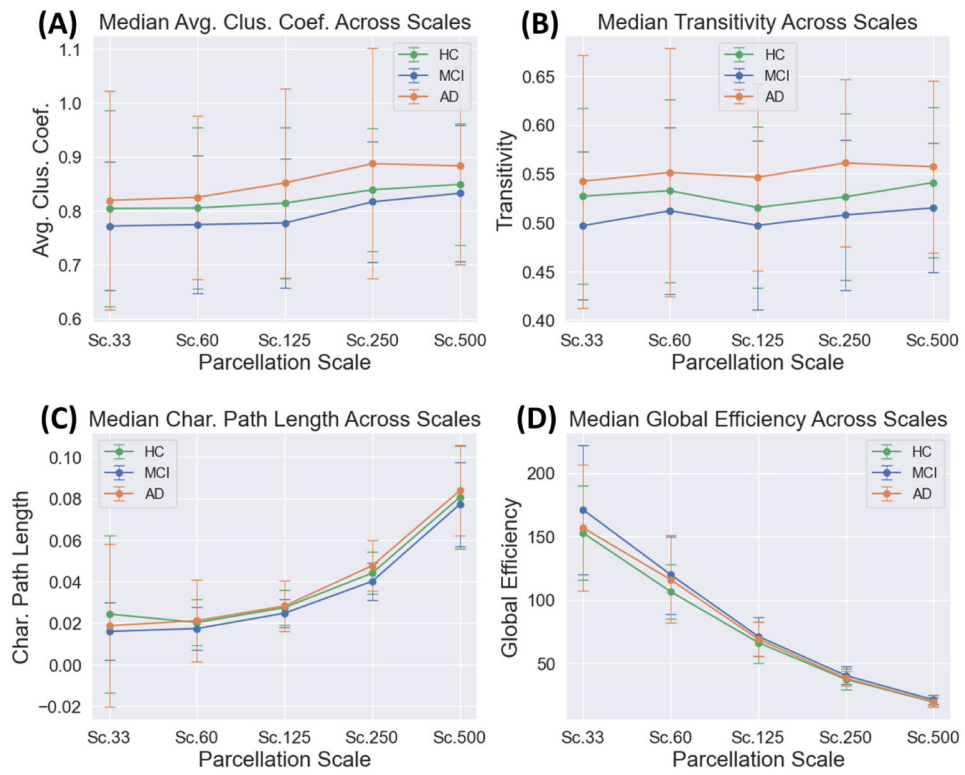 (A) Median Avg. Clus. Coef. Across Scales
HC
MCI
AD
Avg. Clus. Coef.
1.1
1.0
0.9
0.8
0.7
0.6
Sc.33 Sc.60 Sc.125 Sc.250 Sc.500
Parcellation Scale
(B) Median Transitivity Across Scales
HC
MCI
AD
Transitivity
0.65
0.60
0.55
0.50
0.45
0.40
Sc.33 Sc.60 Sc.125 Sc.250 Sc.500
Parcellation Scale
(C) Median Char. Path Length Across Scales
HC
MCI
AD
Char. Path Length
0.10
0.08
0.06
0.04
0.02
0.00
−0.02
Sc.33 Sc.60 Sc.125 Sc.250 Sc.500
Parcellation Scale
(D) Median Global Efficiency Across Scales
HC
MCI
AD
Global Efficiency
200
150
100
50
Sc.33 Sc.60 Sc.125 Sc.250 Sc.500
Parcellation Scale